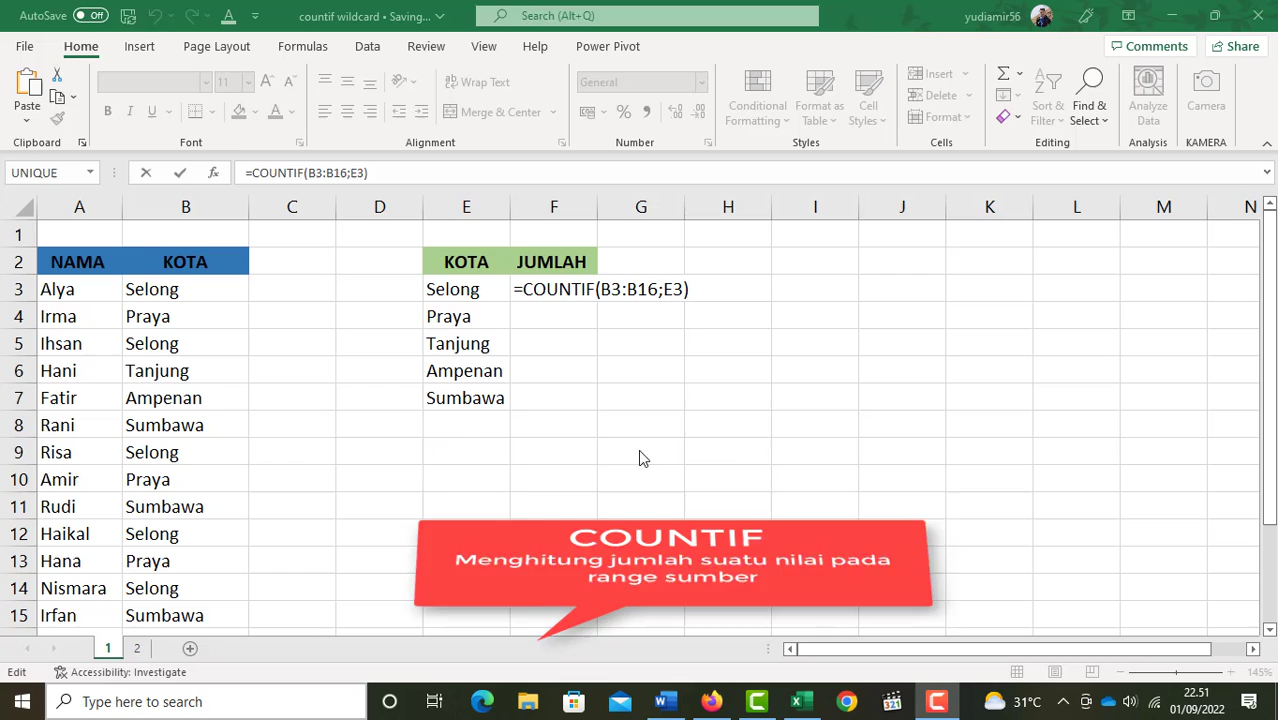 AutoSave Off countif wildcard • Saving... Search (Alt+Q) yudiamir56
File Home Insert Page Layout Formulas Data Review View Help Power Pivot Comments Share
Paste 11 Wrap Text General Insert
Merge & Center Delete
Conditional Formatting Format as Table Cell Styles Format Sort & Filter Find & Select Analyze Data Camera
Clipboard Font Alignment Number Styles Cells Editing Analysis KAMERA
UNIQUE fx =COUNTIF(B3:B16;E3)
A B C D E F G H I J K L M N
1
2 NAMA KOTA KOTA JUMLAH
3 Alya Selong Selong =COUNTIF(B3:B16;E3)
4 Irma Praya Praya
5 Ihsan Selong Tanjung
6 Hani Tanjung Ampenan
7 Fatir Ampenan Sumbawa
8 Rani Sumbawa
9 Risa Selong
10 Amir Praya
11 Rudi Sumbawa
12 Haikal Selong
13 Hana Praya
14 Nismara Selong
15 Irfan Sumbawa
COUNTIF
Menghitung jumlah suatu nilai pada
range sumber
1 2
Edit Accessibility: Investigate 145%
Type here to search 321 31°C 22.51
01/09/2022